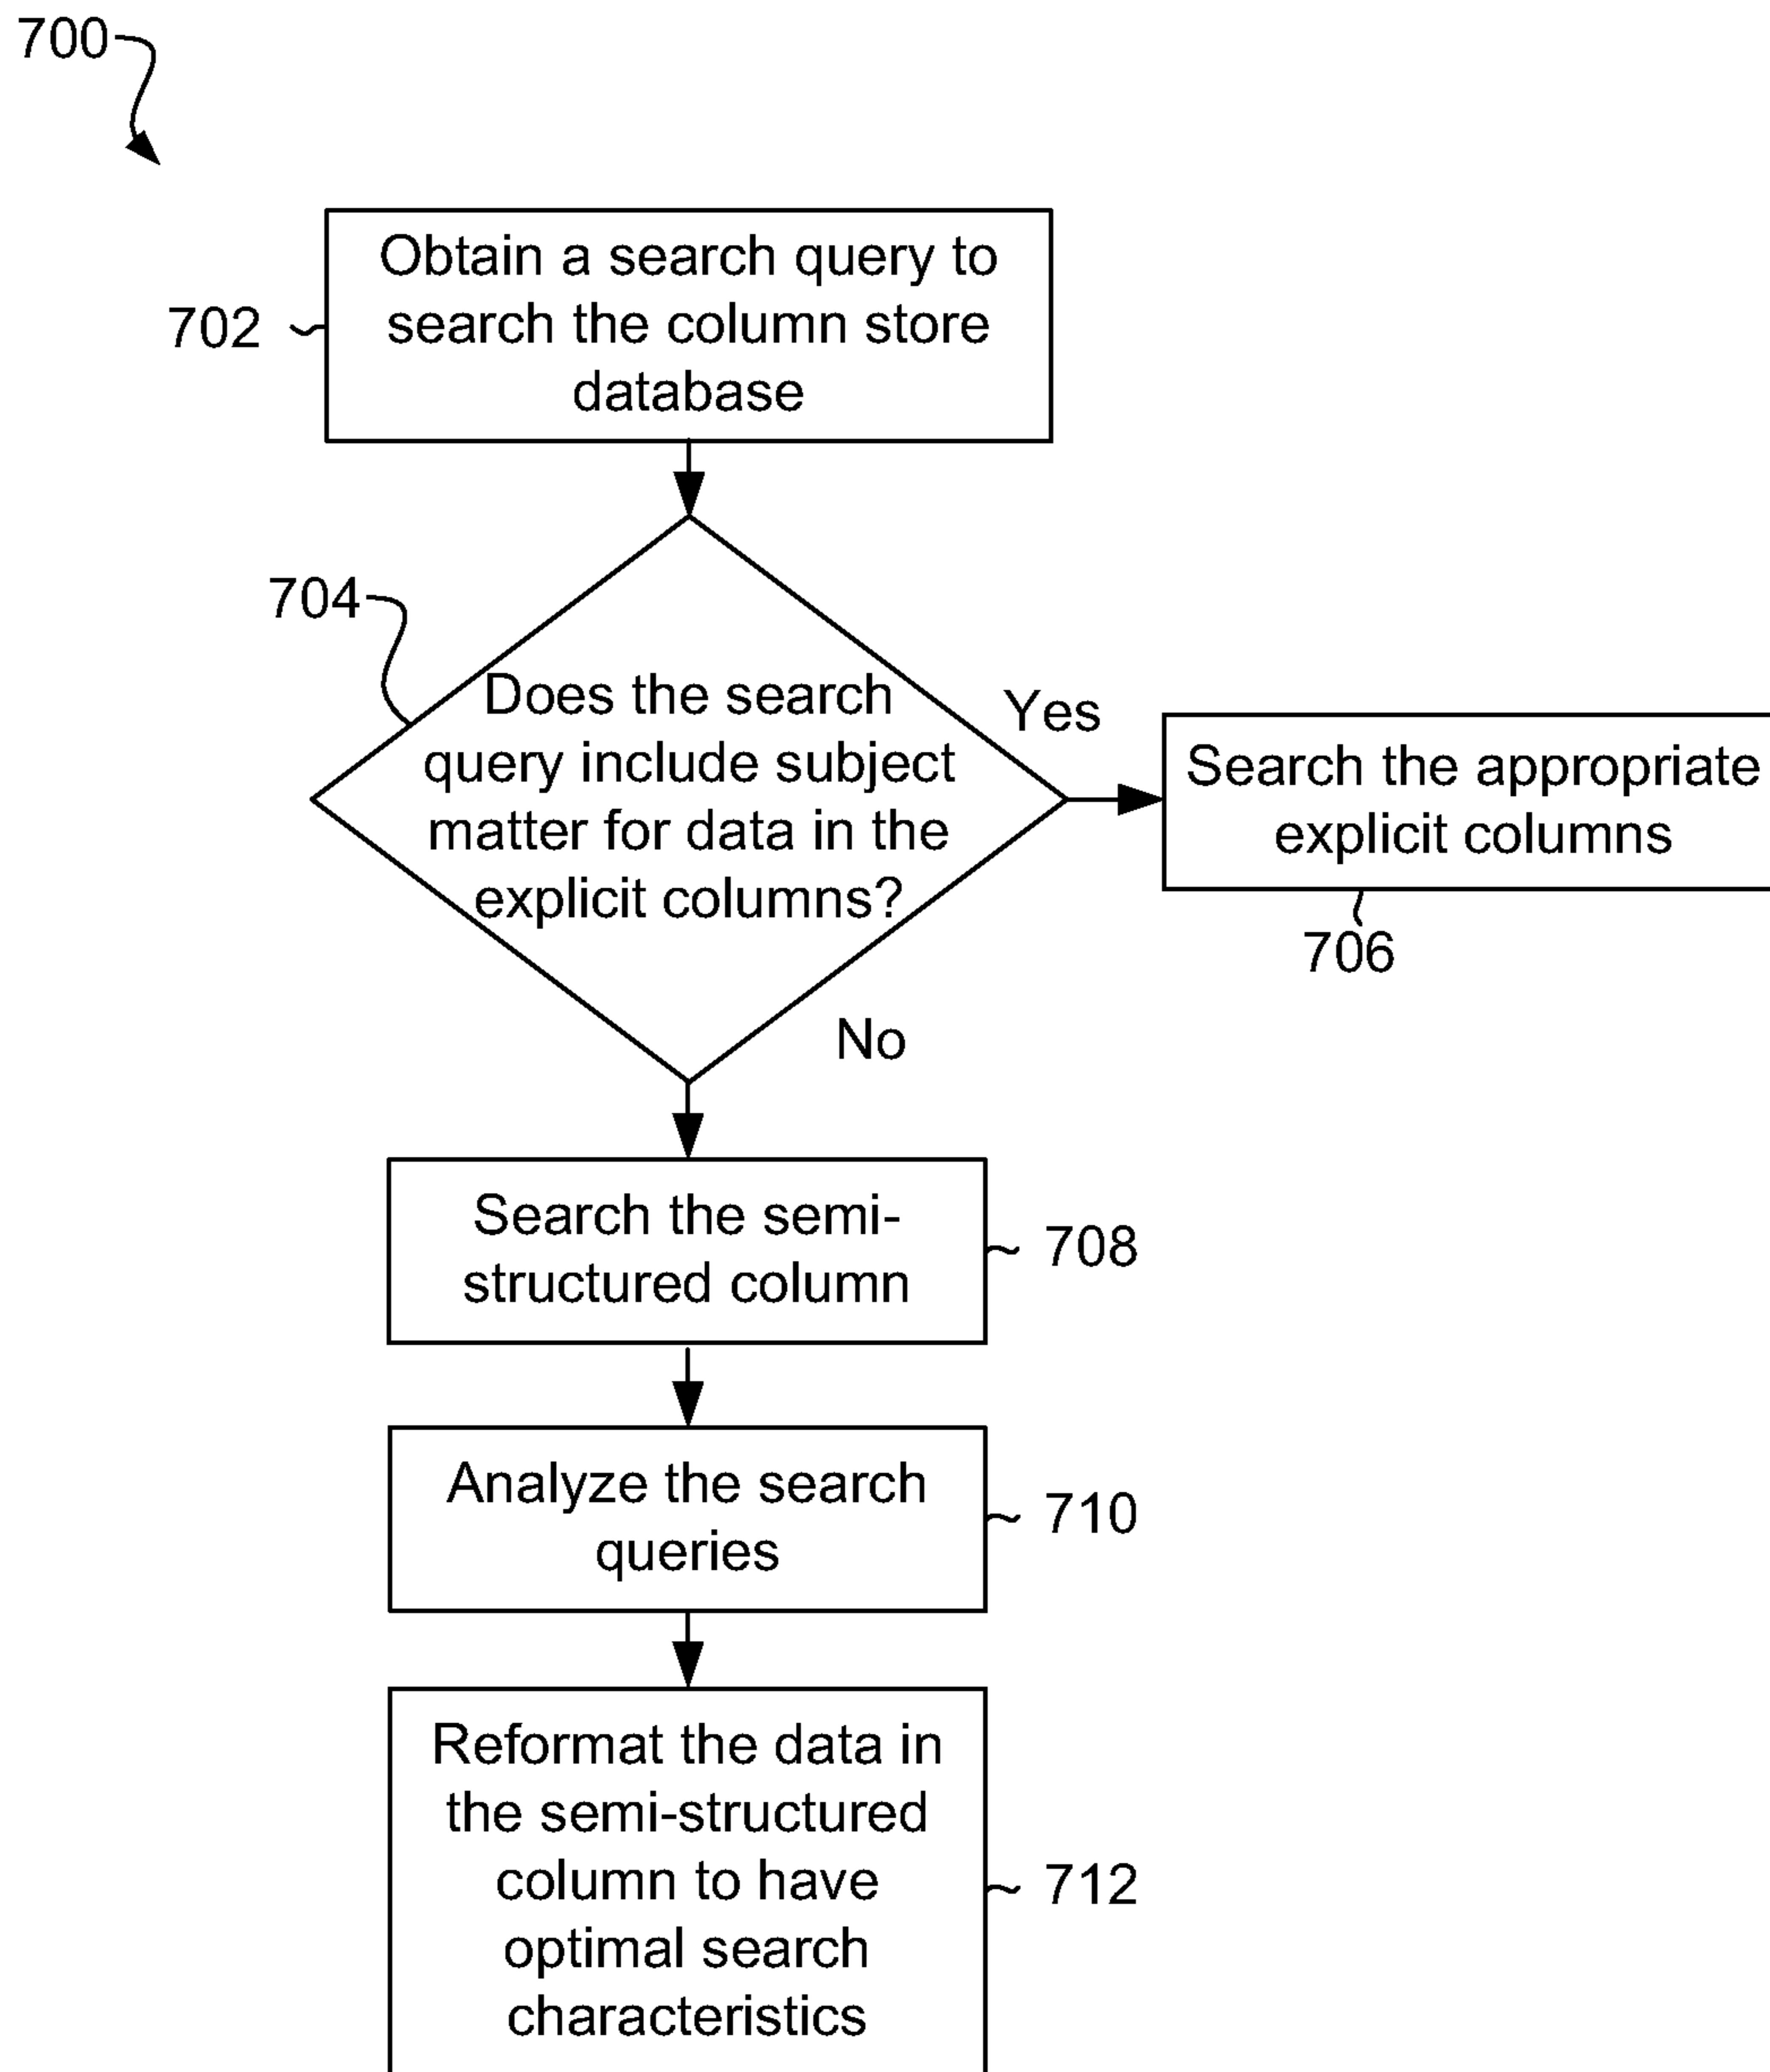 700
Obtain a search query to
search the column store
database
702
704
Does the search
query include subject
matter for data in the
explicit columns?
Yes
Search the appropriate
explicit columns
706
No
Search the semi-
structured column
708
Analyze the search
queries
710
Reformat the data in
the semi-structured
column to have
optimal search
characteristics
712